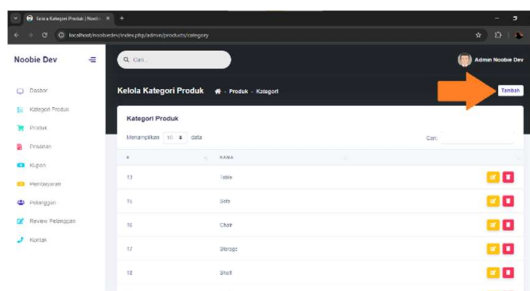 Kelola Kategori Produk | Noobie
localhost/noobiedev/index.php/admin/products/category
Noobie Dev
Cari...
Admin Noobie Dev
Kelola Kategori Produk
Produk - Kategori
Tambah
Dasbor
Kategori Produk
Produk
Pesanan
Kupon
Pembayaran
Pelanggan
Review Pelanggan
Kontak
Kategori Produk
Menampilkan 10 data
Cari:
# NAMA
13 Table
15 Sofa
16 Chair
17 Storage
18 Shelf